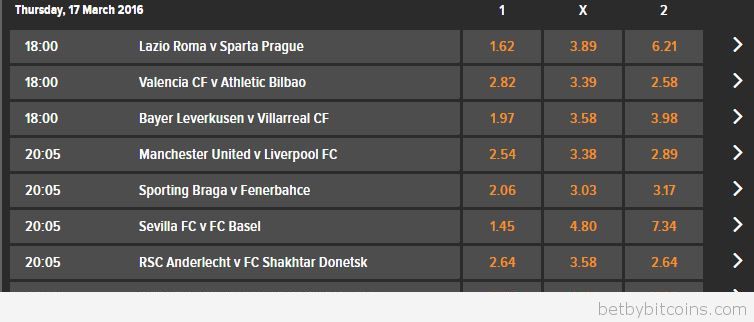 Thursday, 17 March 2016 1 X 2
18:00 Lazio Roma v Sparta Prague 1.62 3.89 6.21
18:00 Valencia CF v Athletic Bilbao 2.82 3.39 2.58
18:00 Bayer Leverkusen v Villarreal CF 1.97 3.58 3.98
20:05 Manchester United v Liverpool FC 2.54 3.38 2.89
20:05 Sporting Braga v Fenerbahce 2.06 3.03 3.17
20:05 Sevilla FC v FC Basel 1.45 4.80 7.34
20:05 RSC Anderlecht v FC Shakhtar Donetsk 2.64 3.58 2.64
betbybitcoins.com